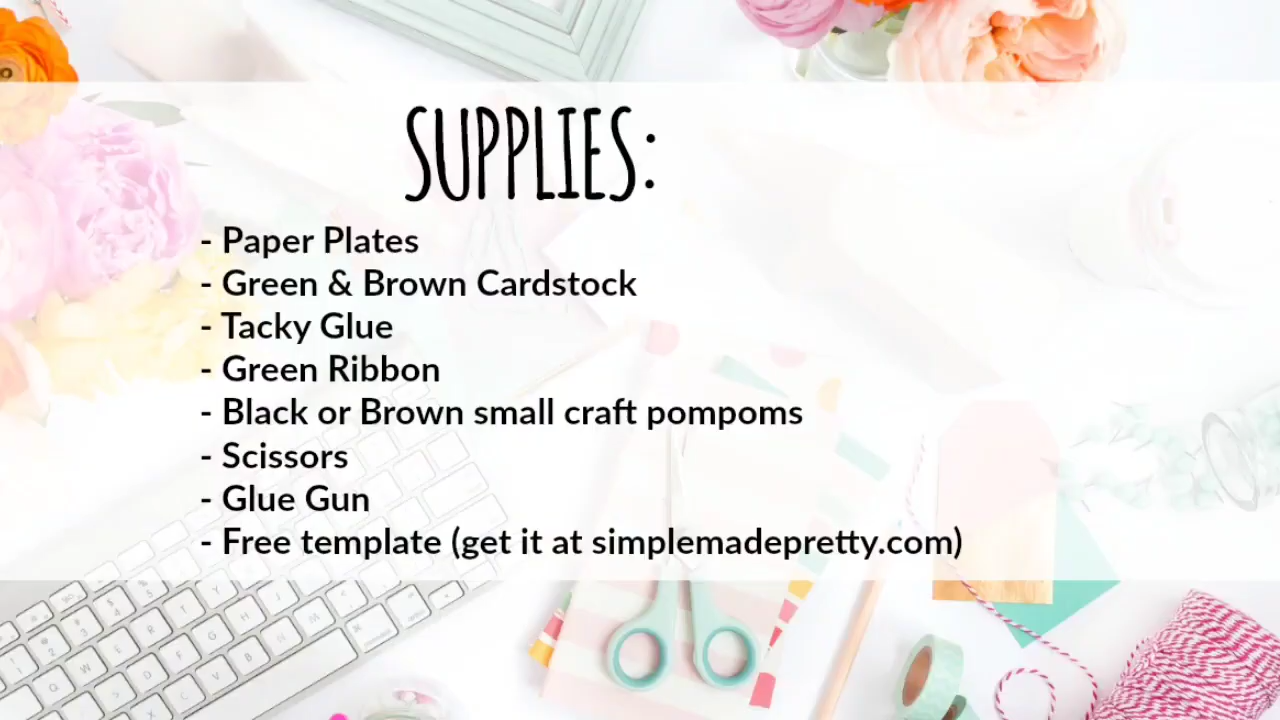 SUPPLIES:
- Paper Plates
- Green & Brown Cardstock
- Tacky Glue
- Green Ribbon
- Black or Brown small craft pompoms
- Scissors
- Glue Gun
- Free template (get it at simplemadepretty.com)